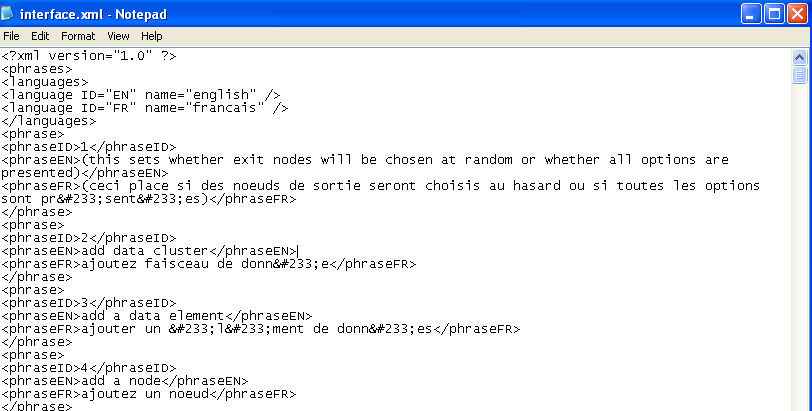 interface.xml - Notepad
File Edit Format View Help
<?xml version="1.0" ?>
<phrases>
<languages>
<language ID="EN" name="english" />
<language ID="FR" name="francais" />
</languages>
<phrase>
<phraseID>1</phraseID>
<phraseEN>(this sets whether exit nodes will be chosen at random or whether all options are
presented)</phraseEN>
<phraseFR>(ceci place si des noeuds de sortie seront choisis au hasard ou si toutes les options
sont pr&#233;sent&#233;es)</phraseFR>
</phrase>
<phrase>
<phraseID>2</phraseID>
<phraseEN>add data cluster</phraseEN>
<phraseFR>ajoutez faisceau de donn&#233;e</phraseFR>
</phrase>
<phrase>
<phraseID>3</phraseID>
<phraseEN>add a data element</phraseEN>
<phraseFR>ajouter un &#233;l&#233;ment de donn&#233;es</phraseFR>
</phrase>
<phrase>
<phraseID>4</phraseID>
<phraseEN>add a node</phraseEN>
<phraseFR>ajoutez un noeud</phraseFR>
</phrase>